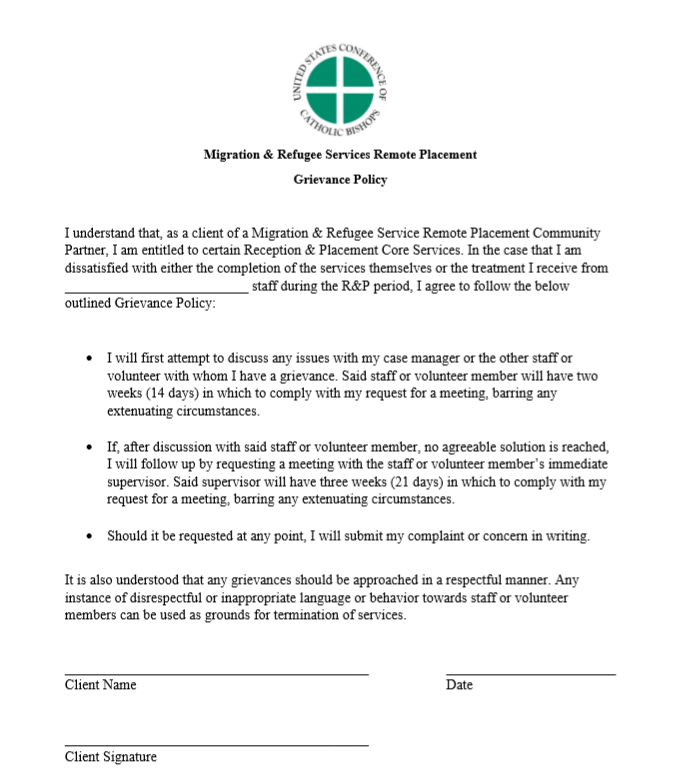 UNITED STATES CONFERENCE OF
CATHOLIC BISHOPS
Migration & Refugee Services Remote Placement
Grievance Policy
I understand that, as a client of a Migration & Refugee Service Remote Placement Community
Partner, I am entitled to certain Reception & Placement Core Services. In the case that I am
dissatisfied with either the completion of the services themselves or the treatment I receive from
__________________________ staff during the R&P period, I agree to follow the below
outlined Grievance Policy:
• I will first attempt to discuss any issues with my case manager or the other staff or
volunteer with whom I have a grievance. Said staff or volunteer member will have two
weeks (14 days) in which to comply with my request for a meeting, barring any
extenuating circumstances.
• If, after discussion with said staff or volunteer member, no agreeable solution is reached,
I will follow up by requesting a meeting with the staff or volunteer member's immediate
supervisor. Said supervisor will have three weeks (21 days) in which to comply with my
request for a meeting, barring any extenuating circumstances.
• Should it be requested at any point, I will submit my complaint or concern in writing.
It is also understood that any grievances should be approached in a respectful manner. Any
instance of disrespectful or inappropriate language or behavior towards staff or volunteer
members can be used as grounds for termination of services.
Client Name Date
Client Signature